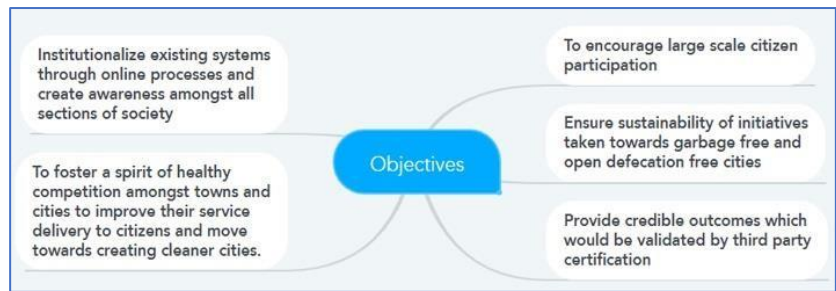 Institutionalize existing systems
through online processes and
create awareness amongst all
sections of society
To foster a spirit of healthy
competition amongst towns and
cities to improve their service
delivery to citizens and move
towards creating cleaner cities.
Objectives
To encourage large scale citizen
participation
Ensure sustainability of initiatives
taken towards garbage free and
open defecation free cities
Provide credible outcomes which
would be validated by third party
certification